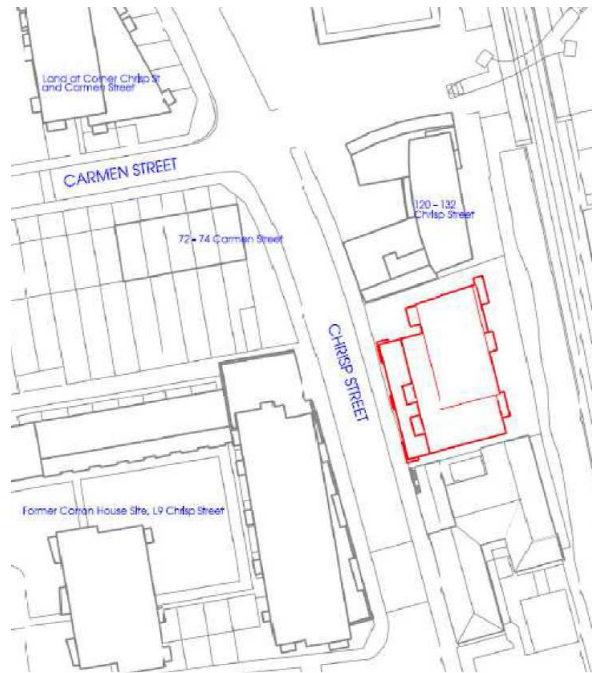 Land at Corner Chrisp St
and Carmen Street
CARMEN STREET
72 - 74 Carmen Street
120 - 132
Chrisp Street
CHRISP STREET
Former Carron House Site, L9 Chrisp Street